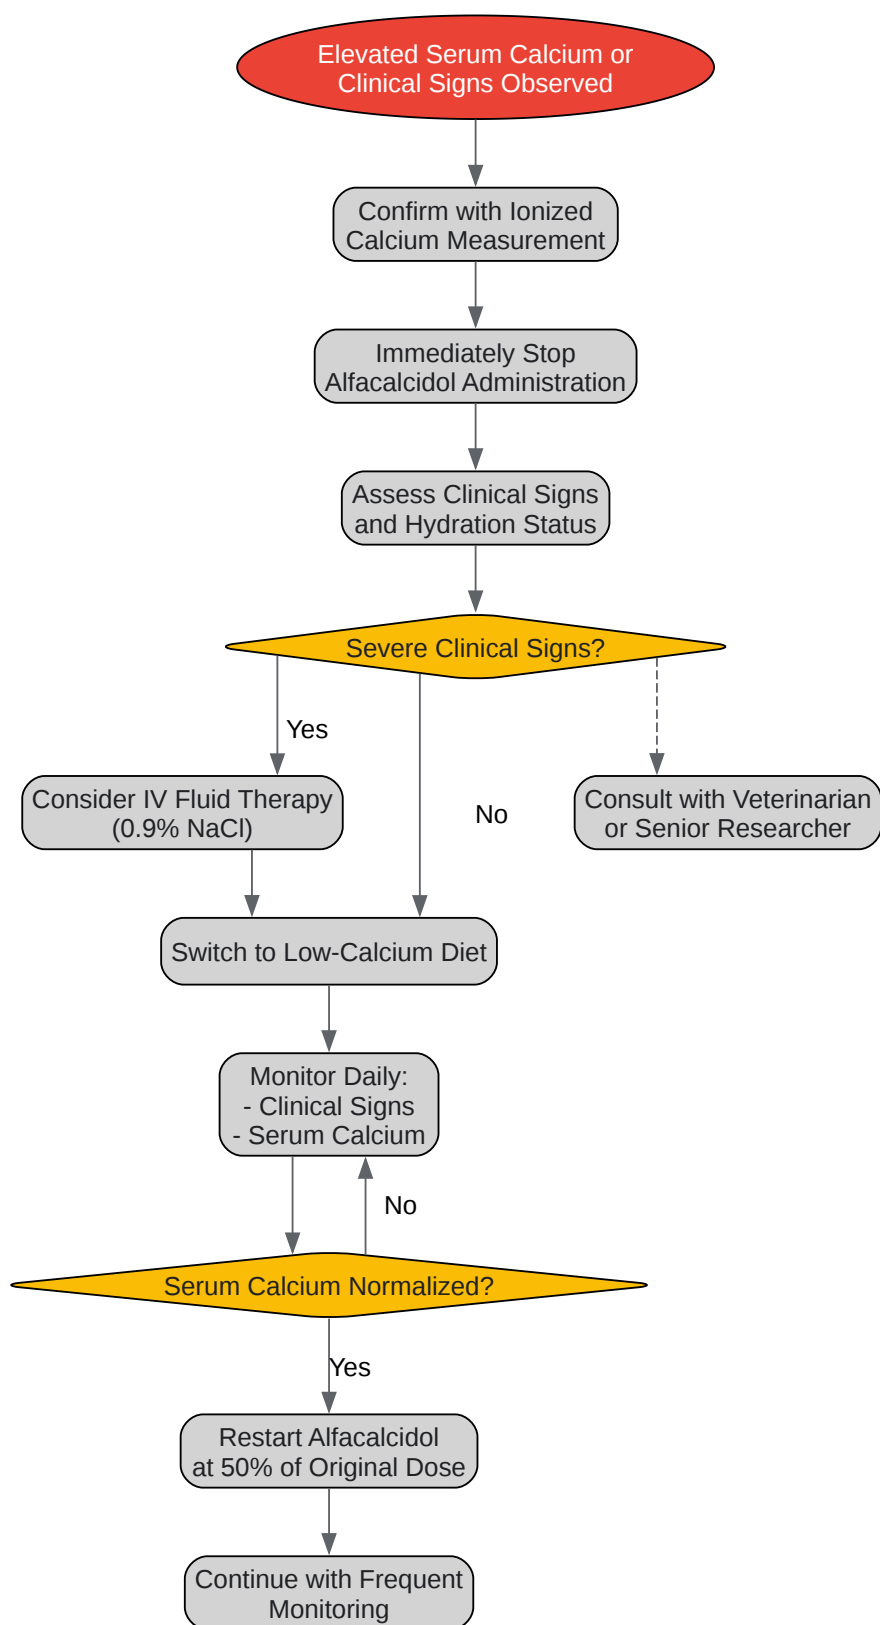 Elevated Serum Calcium or
Clinical Signs Observed
Confirm with Ionized
Calcium Measurement
Immediately Stop
Alfacalcidol Administration
Assess Clinical Signs
and Hydration Status
Severe Clinical Signs?
Yes
Consider IV Fluid Therapy
(0.9% NaCl)
No
Consult with Veterinarian
or Senior Researcher
Switch to Low-Calcium Diet
Monitor Daily:
- Clinical Signs
- Serum Calcium
No
Serum Calcium Normalized?
Yes
Restart Alfacalcidol
at 50% of Original Dose
Continue with Frequent
Monitoring